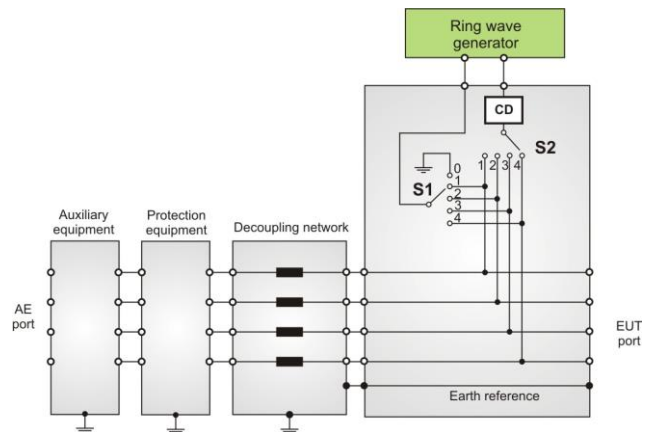 Ring wave
generator
CD
S2
1 2 3 4
S1
0
1
2
3
4
Auxiliary
equipment
Protection
equipment
Decoupling network
AE
port
EUT
port
Earth reference